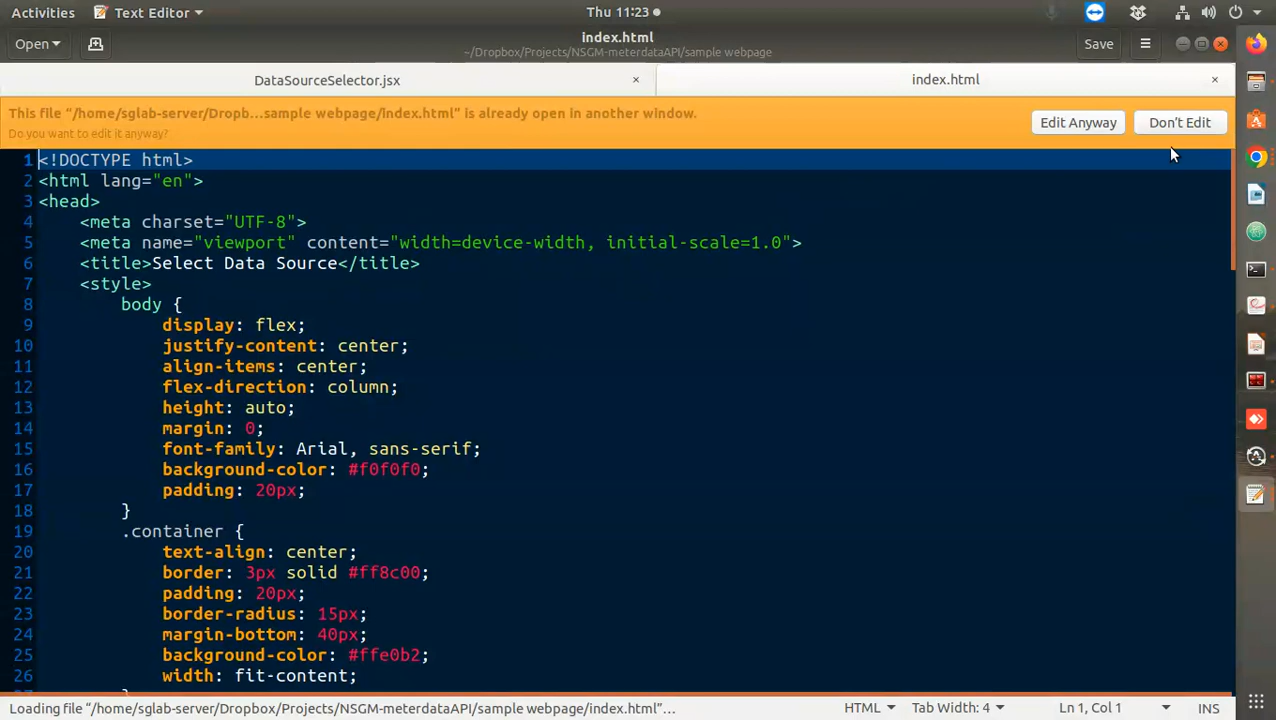 Activities Text Editor Thu 11:23
Open index.html Save
~/Dropbox/Projects/NSGM-meterdataAPI/sample webpage
DataSourceSelector.jsx × index.html ×
This file “/home/sglab-server/Dropb…sample webpage/index.html” is already open in another window.
Do you want to edit it anyway?
Edit Anyway Don't Edit
1 <!DOCTYPE html>
2 <html lang="en">
3 <head>
4 <meta charset="UTF-8">
5 <meta name="viewport" content="width=device-width, initial-scale=1.0">
6 <title>Select Data Source</title>
7 <style>
8 body {
9 display: flex;
10 justify-content: center;
11 align-items: center;
12 flex-direction: column;
13 height: auto;
14 margin: 0;
15 font-family: Arial, sans-serif;
16 background-color: #f0f0f0;
17 padding: 20px;
18 }
19 .container {
20 text-align: center;
21 border: 3px solid #ff8c00;
22 padding: 20px;
23 border-radius: 15px;
24 margin-bottom: 40px;
25 background-color: #ffe0b2;
26 width: fit-content;
Loading file “/home/sglab-server/Dropbox/Projects/NSGM-meterdataAPI/sample webpage/index.html”… HTML Tab Width: 4 Ln 1, Col 1 INS